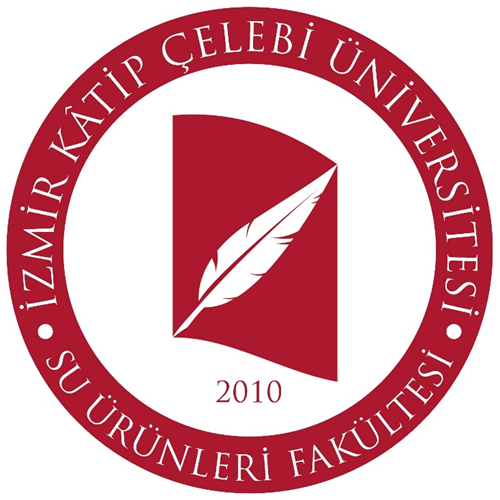 İZMİR KÂTİP ÇELEBİ ÜNİVERSİTESİ
2010
SU ÜRÜNLERİ FAKÜLTESİ